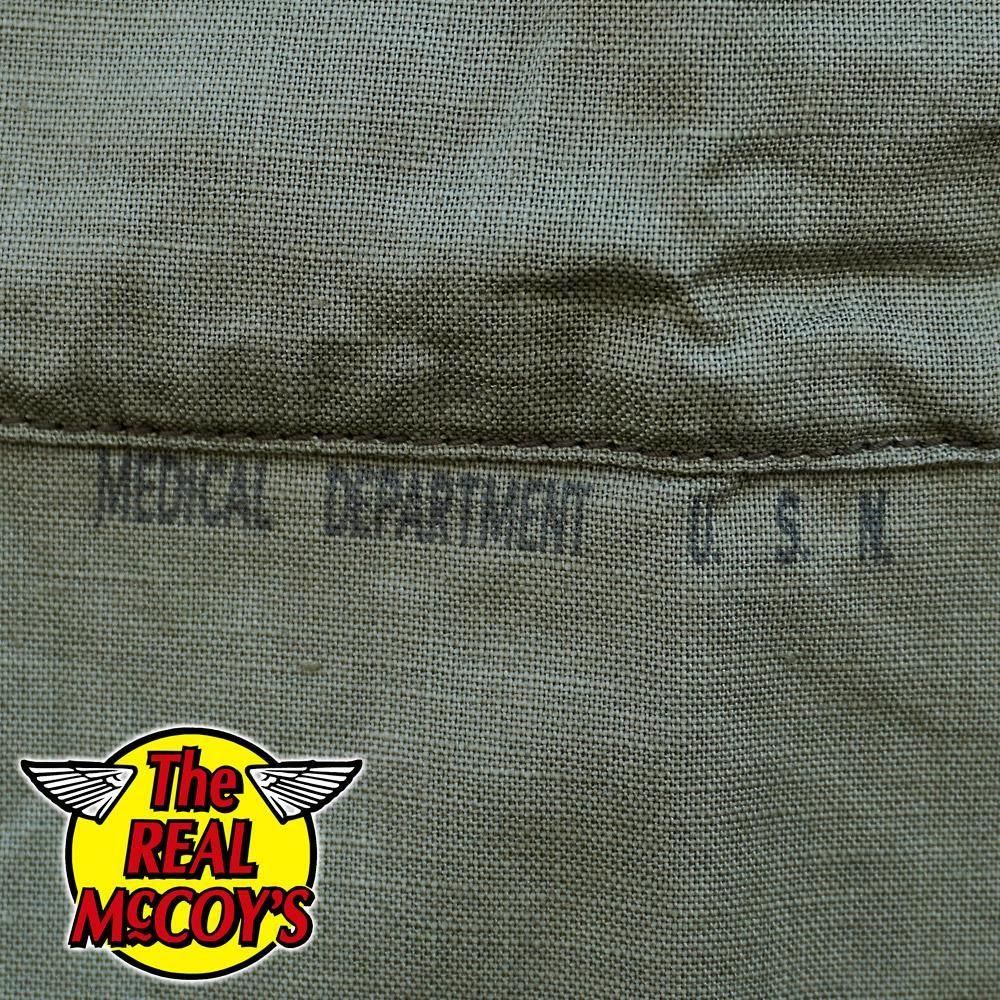 MEDICAL DEPARTMENT U. S. N.
The
REAL
McCOY'S